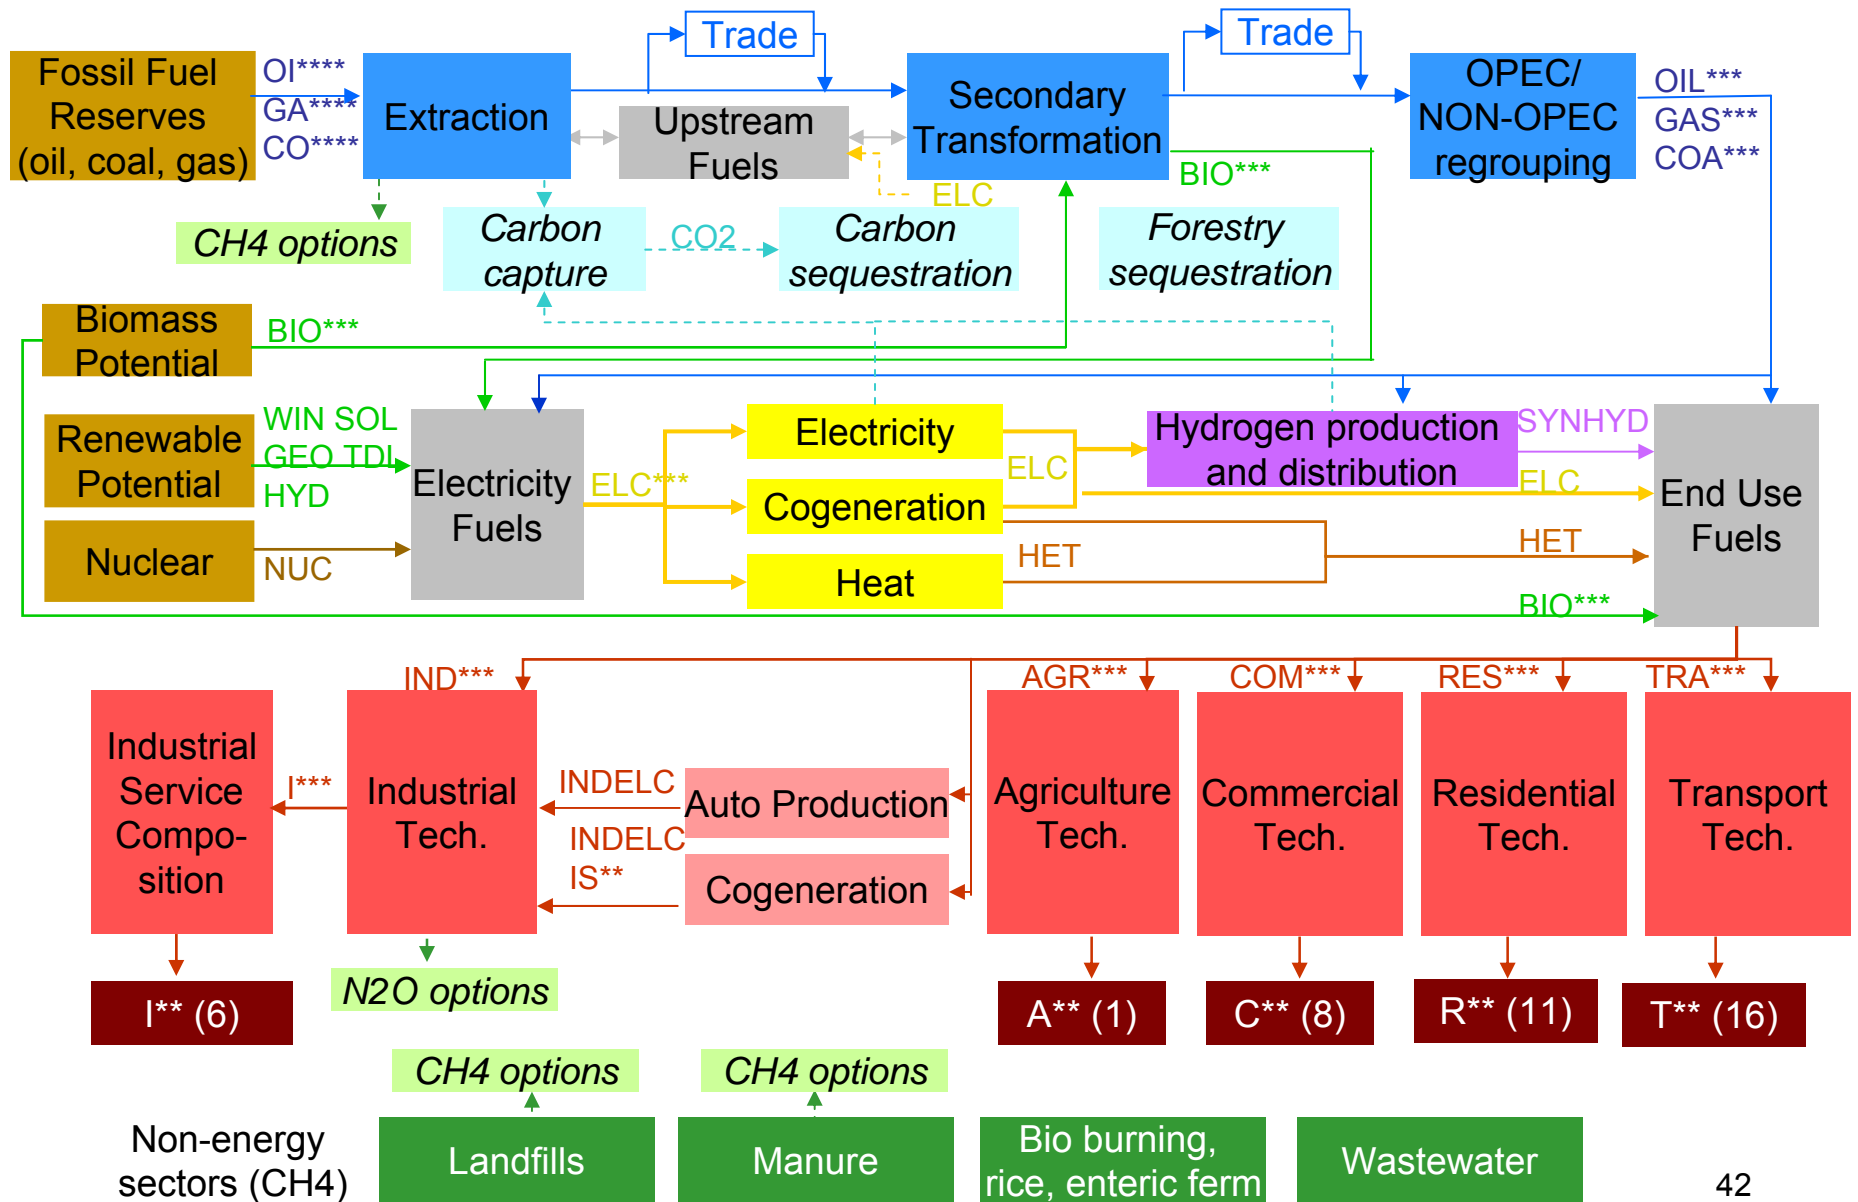 Trade
Trade
Fossil Fuel
Reserves
(oil, coal, gas)
OI****
GA****
CO****
Extraction
Upstream
Fuels
Secondary
Transformation
OPEC/
NON-OPEC
regrouping
OIL***
GAS***
COA***
BIO***
ELC
CH4 options
Carbon
capture
CO2
Carbon
sequestration
Forestry
sequestration
Biomass
Potential
BIO***
Renewable
Potential
WIN SOL
GEO TDL
HYD
Nuclear
NUC
Electricity
Fuels
ELC***
Electricity
Cogeneration
Heat
ELC
HET
Hydrogen production
and distribution
SYNHYD
ELC
HET
BIO***
End Use
Fuels
IND***
AGR***
COM***
RES***
TRA***
Industrial
Service
Compo-
sition
I***
Industrial
Tech.
INDELC
INDELC
IS**
Auto Production
Cogeneration
Agriculture
Tech.
Commercial
Tech.
Residential
Tech.
Transport
Tech.
I** (6)
N2O options
A** (1)
C** (8)
R** (11)
T** (16)
CH4 options
CH4 options
Non-energy
sectors (CH4)
Landfills
Manure
Bio burning,
rice, enteric ferm
Wastewater
42